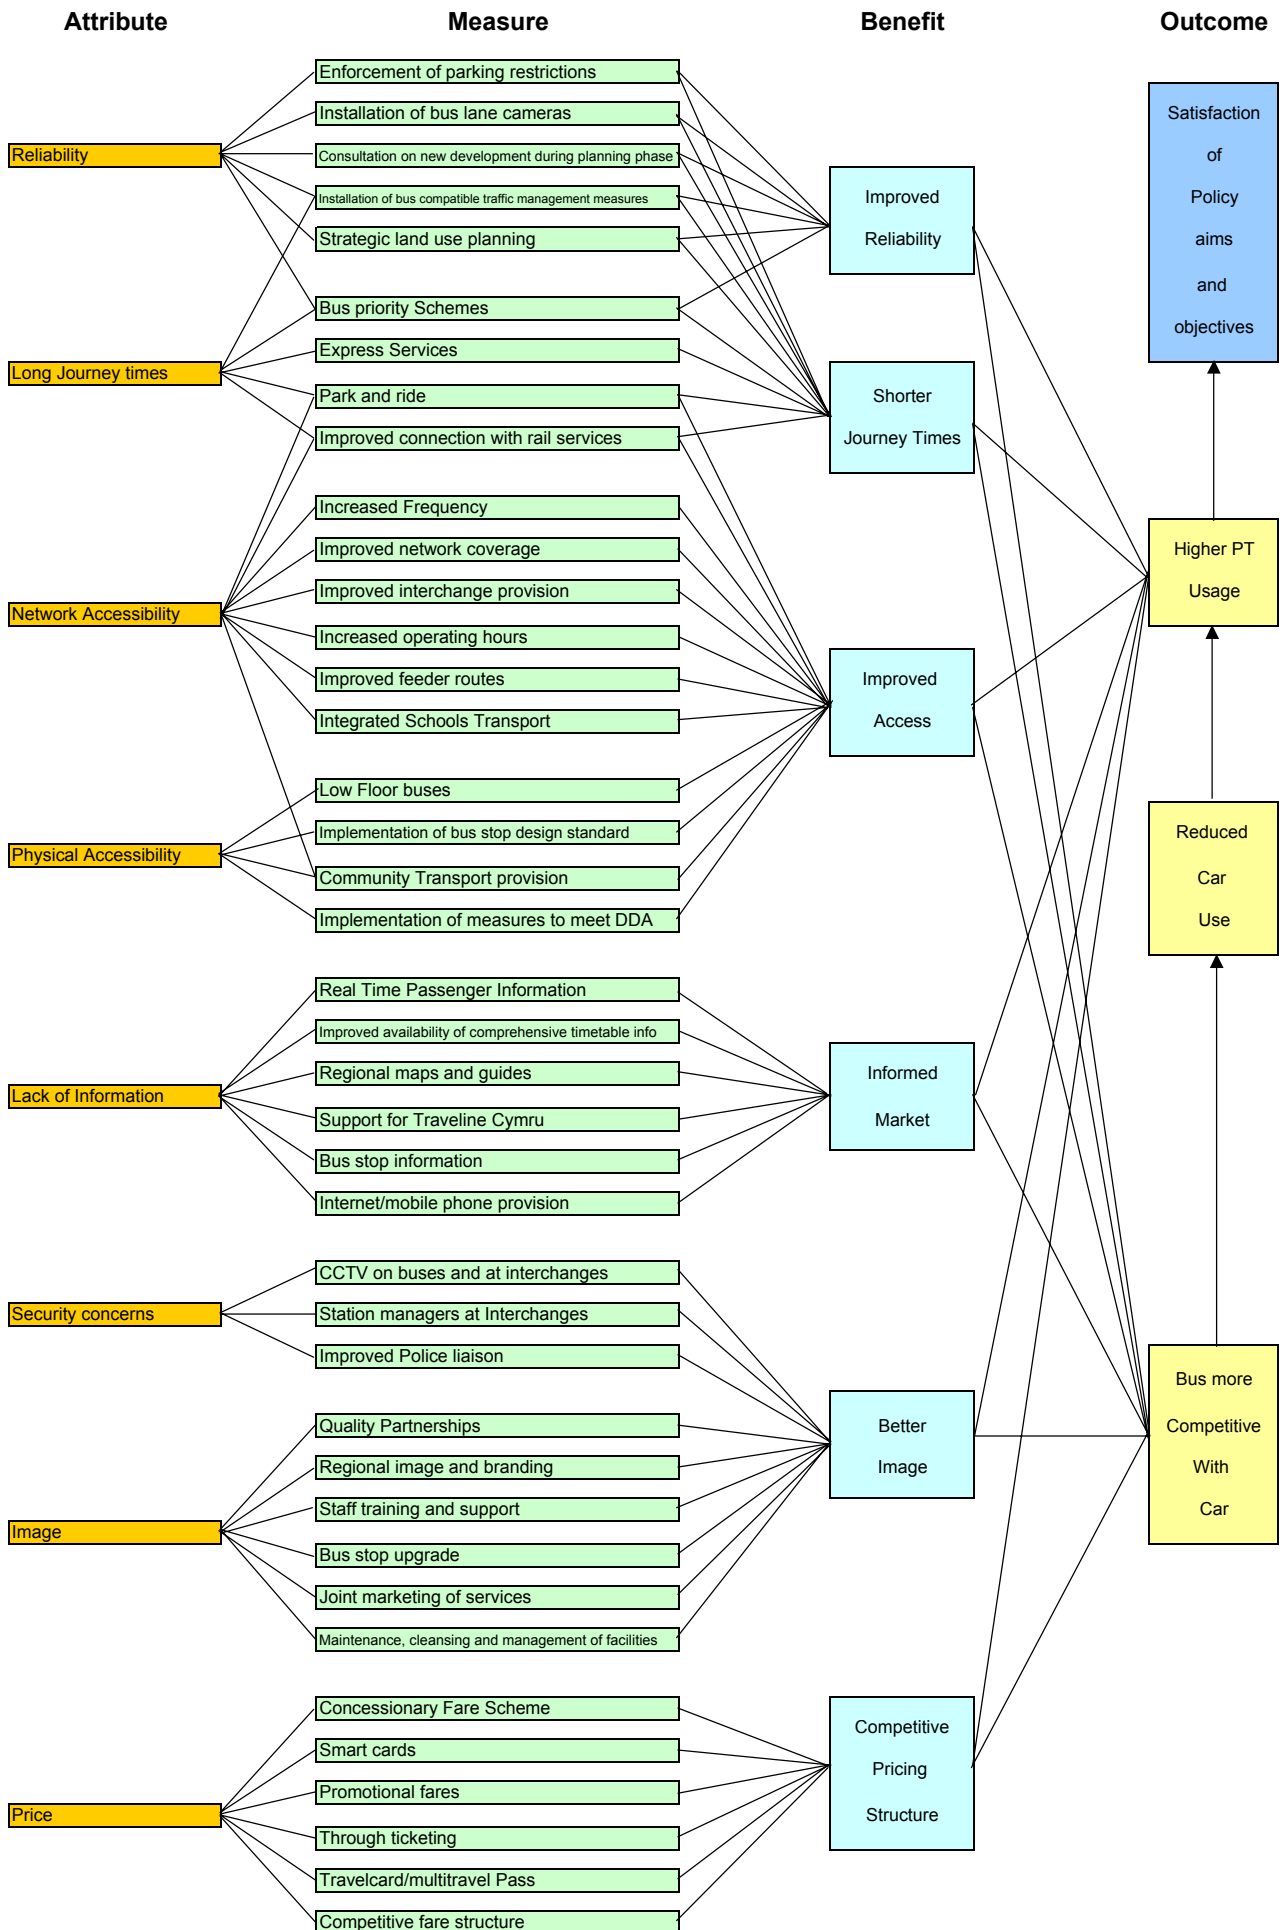 Attribute
Measure
Benefit
Outcome
Reliability
Long Journey times
Network Accessibility
Physical Accessibility
Lack of Information
Security concerns
Image
Price
Enforcement of parking restrictions
Installation of bus lane cameras
Consultation on new development during planning phase
Installation of bus compatible traffic management measures
Strategic land use planning
Bus priority Schemes
Express Services
Park and ride
Improved connection with rail services
Increased Frequency
Improved network coverage
Improved interchange provision
Increased operating hours
Improved feeder routes
Integrated Schools Transport
Low Floor buses
Implementation of bus stop design standard
Community Transport provision
Implementation of measures to meet DDA
Real Time Passenger Information
Improved availability of comprehensive timetable info
Regional maps and guides
Support for Traveline Cymru
Bus stop information
Internet/mobile phone provision
CCTV on buses and at interchanges
Station managers at Interchanges
Improved Police liaison
Quality Partnerships
Regional image and branding
Staff training and support
Bus stop upgrade
Joint marketing of services
Maintenance, cleansing and management of facilities
Concessionary Fare Scheme
Smart cards
Promotional fares
Through ticketing
Travelcard/multitravel Pass
Competitive fare structure
Improved
Reliability
Shorter
Journey Times
Improved
Access
Informed
Market
Better
Image
Competitive
Pricing
Structure
Satisfaction
of
Policy
aims
and
objectives
Higher PT
Usage
Reduced
Car
Use
Bus more
Competitive
With
Car